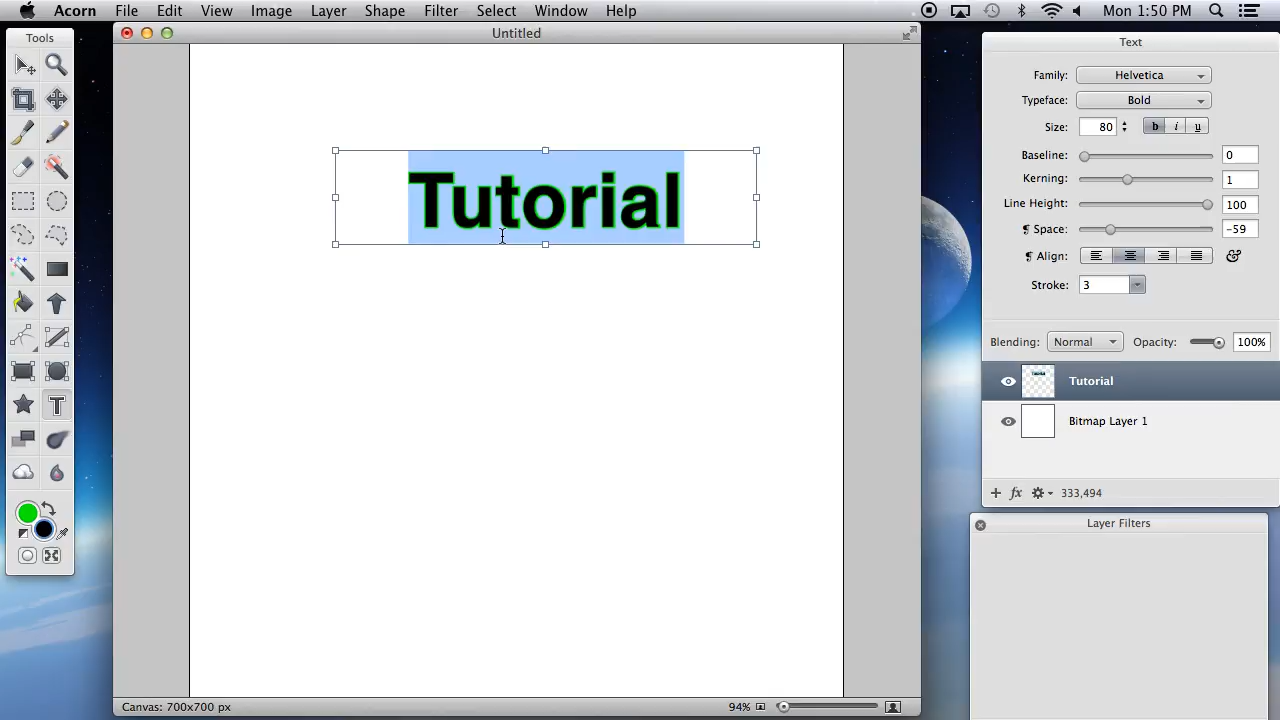 Acorn File Edit View Image Layer Shape Filter Select Window Help Mon 1:50 PM
Tools
Untitled
Tutorial
Canvas: 700x700 px 94%
Text
Family: Helvetica
Typeface: Bold
Size: 80 b i u
Baseline: 0
Kerning: 1
Line Height: 100
¶ Space: -59
¶ Align:
Stroke: 3
Blending: Normal Opacity: 100%
Tutorial
Bitmap Layer 1
fx 333,494
Layer Filters